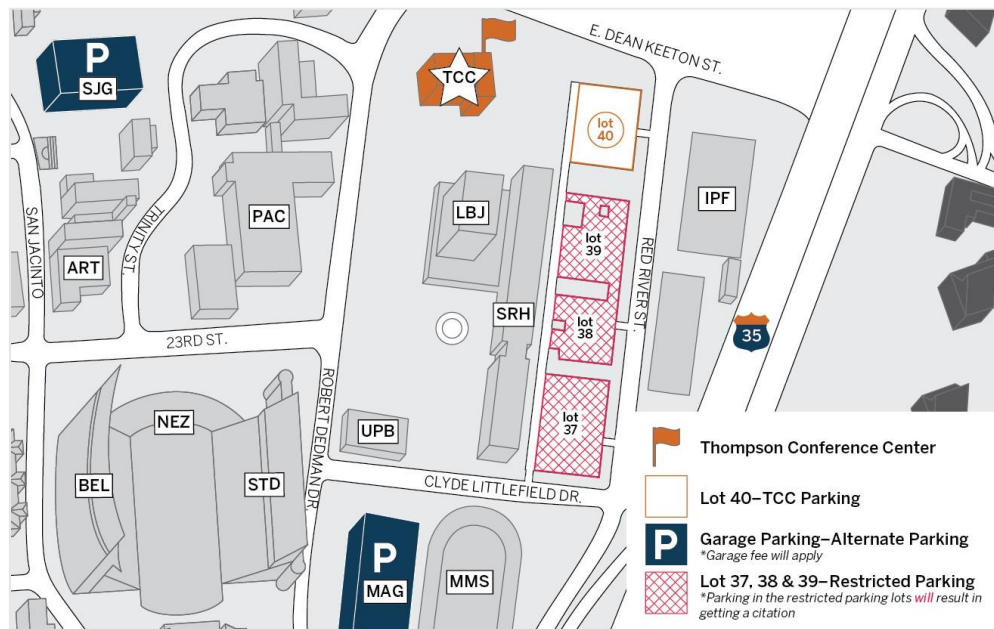 E. DEAN KEETON ST.
P
SJG
TCC
lot
40
IPF
SAN JACINTO
TRINITY ST.
PAC
LBJ
lot
39
RED RIVER ST.
ART
SRH
lot
38
35
23RD ST.
ROBERT DEDMAN DR.
NEZ
UPB
lot
37
BEL
STD
CLYDE LITTLEFIELD DR.
P
MAG
MMS
Thompson Conference Center
Lot 40–TCC Parking
P
Garage Parking–Alternate Parking
*Garage fee will apply
Lot 37, 38 & 39–Restricted Parking
*Parking in the restricted parking lots will result in
getting a citation